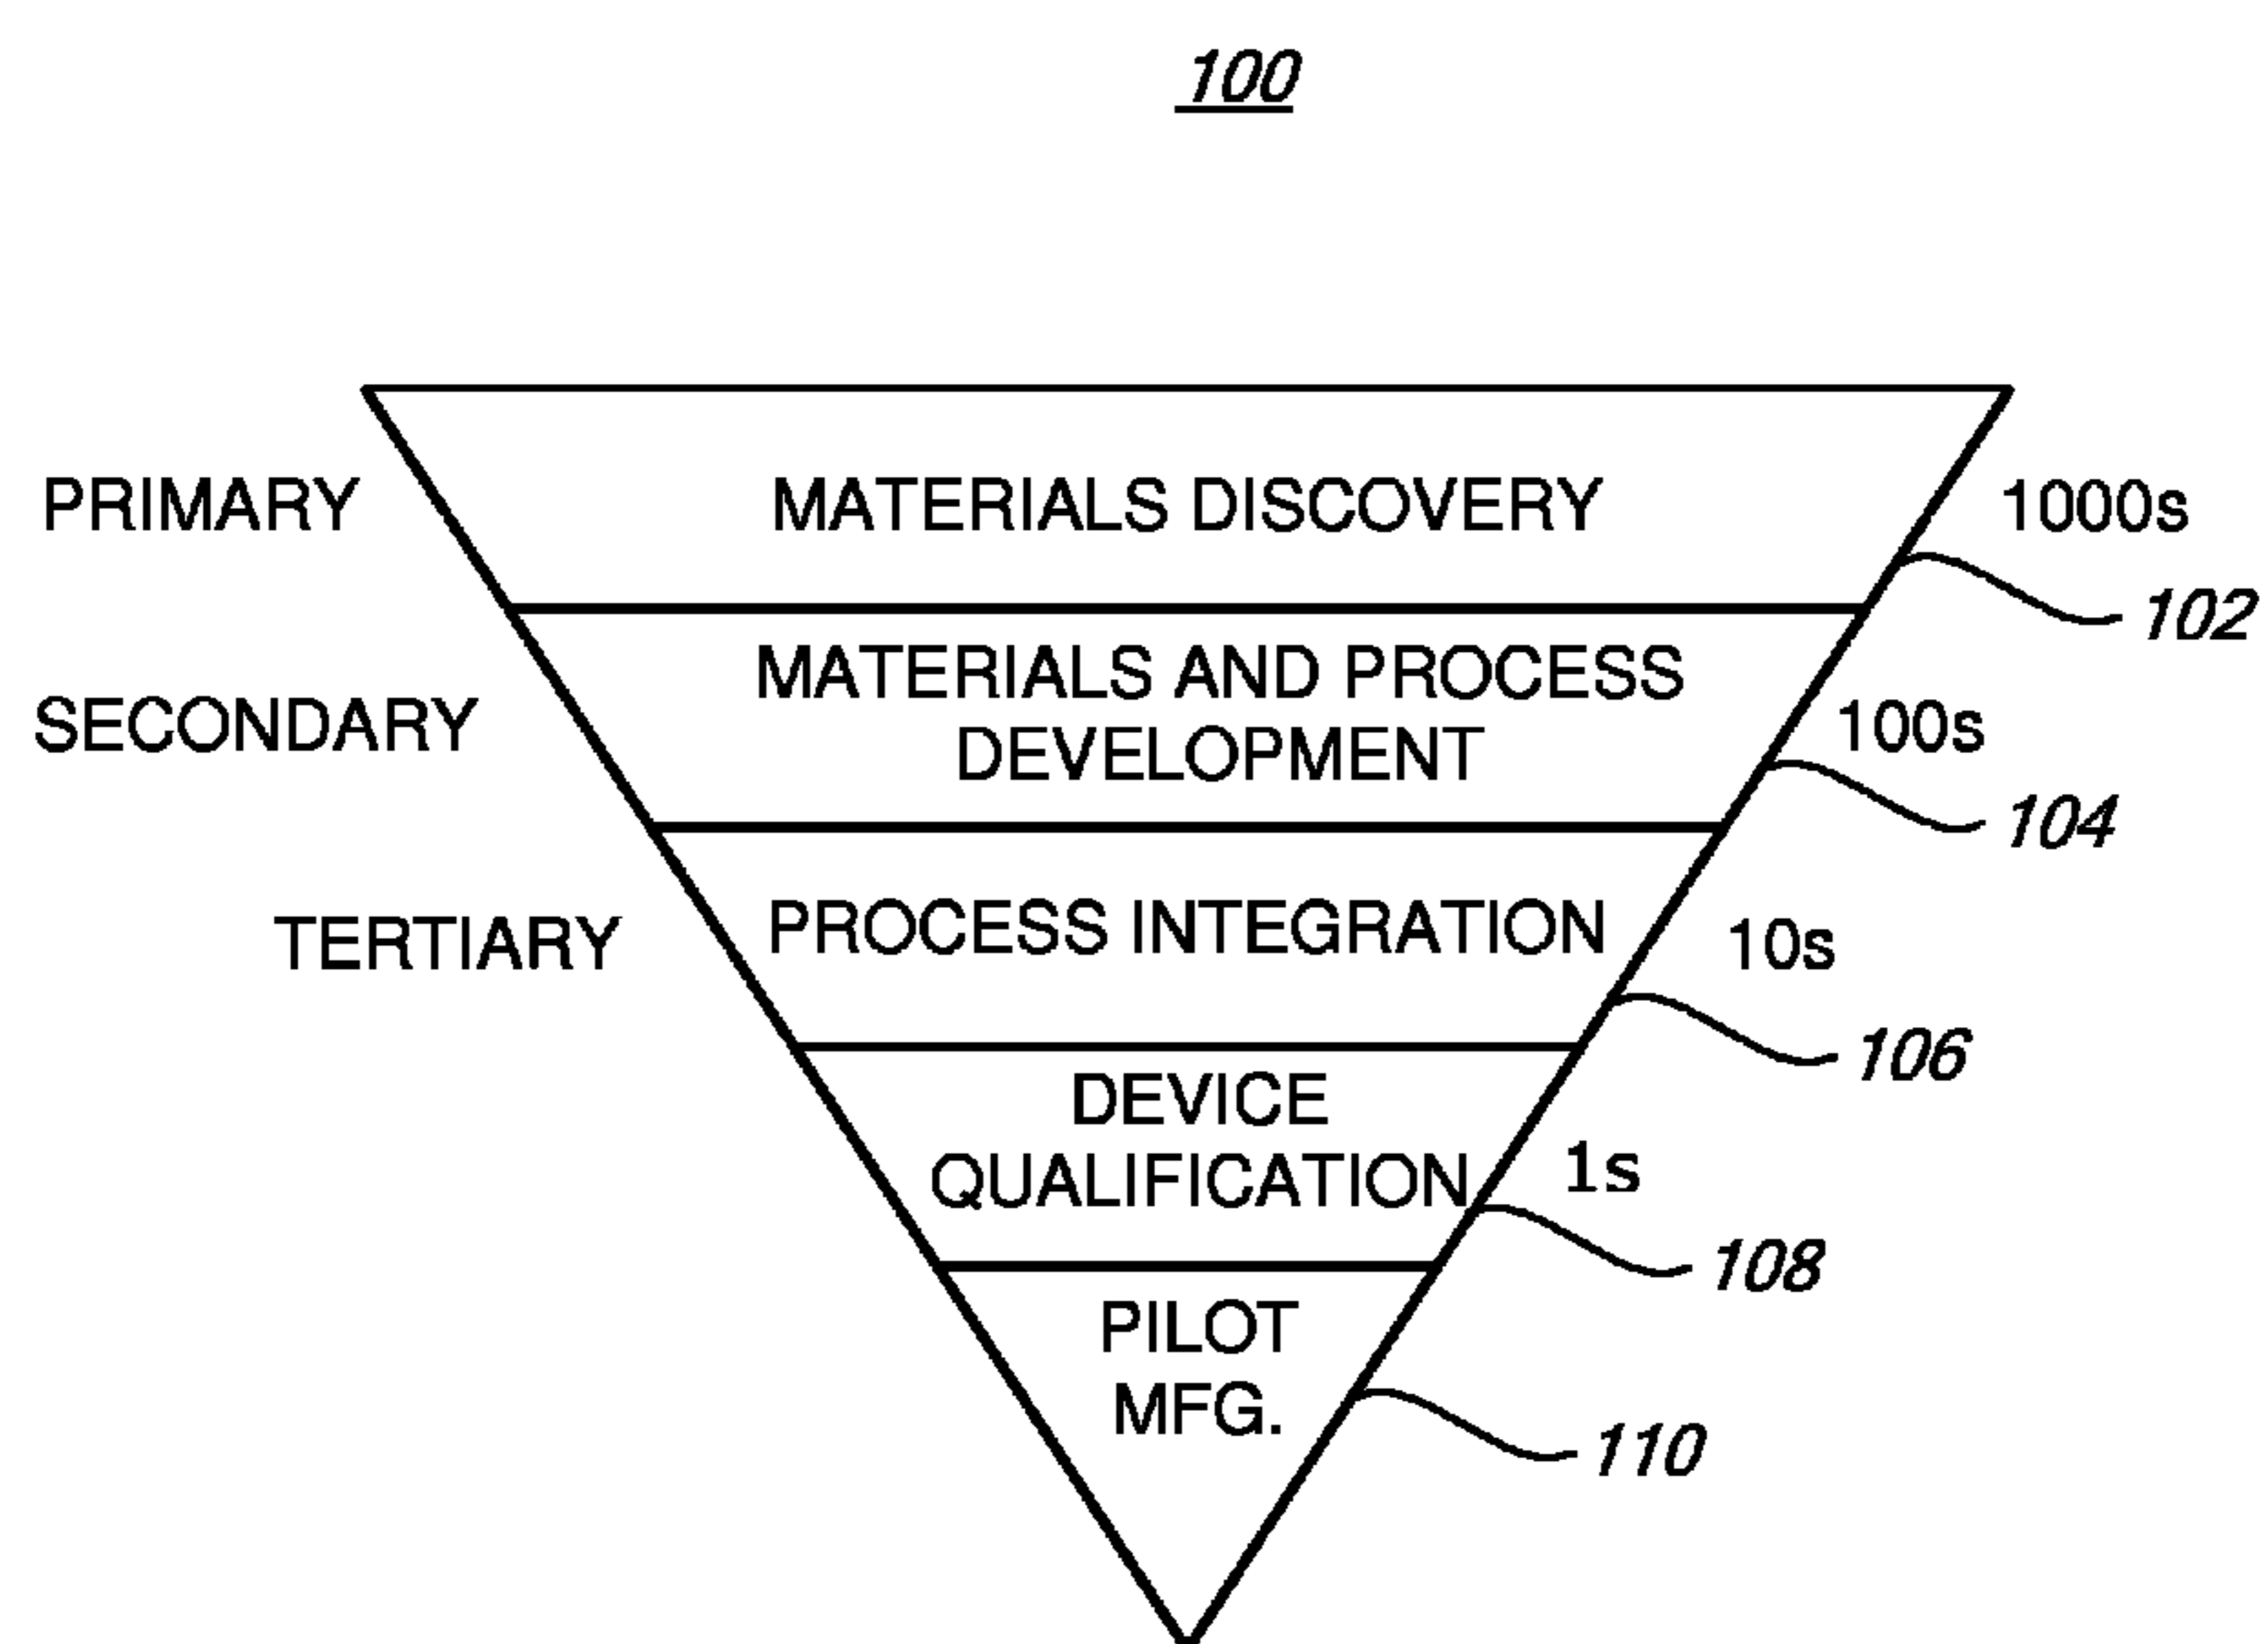 100
PRIMARY
MATERIALS DISCOVERY
1000s
102
SECONDARY
MATERIALS AND PROCESS
DEVELOPMENT
100s
104
TERTIARY
PROCESS INTEGRATION
10s
106
DEVICE
QUALIFICATION
1s
108
PILOT
MFG.
110